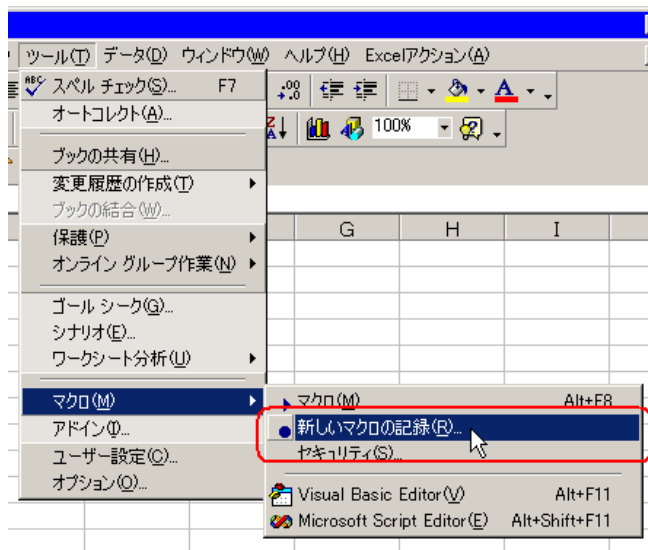 ツール(T) データ(D) ウィンドウ(W) ヘルプ(H) Excelアクション(A)
ABC スペル チェック(S)... F7
オートコレクト(A)...
100%
ブックの共有(H)...
変更履歴の作成(T)
ブックの結合(W)...
保護(P)
G H I
オンライン グループ作業(N)
ゴール シーク(G)...
シナリオ(E)...
ワークシート分析(U)
マクロ(M)
マクロ(M) Alt+F8
アドイン(I)...
新しいマクロの記録(R)...
ユーザー設定(C)...
セキュリティ(S)...
オプション(O)...
Visual Basic Editor(V) Alt+F11
Microsoft Script Editor(E) Alt+Shift+F11